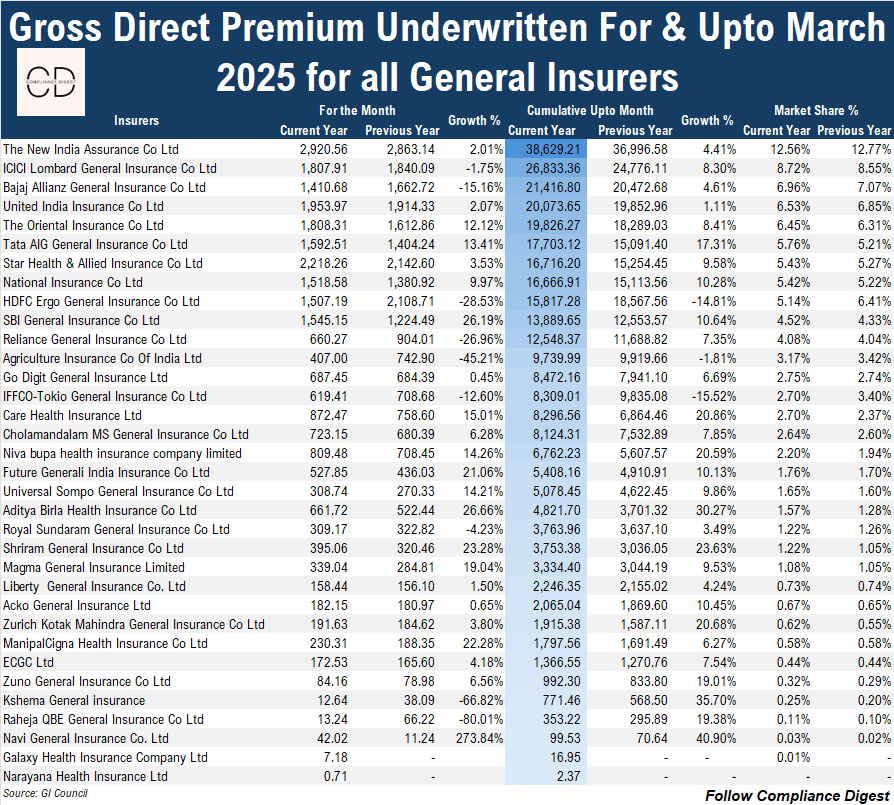 Gross Direct Premium Underwritten For & Upto March
2025 for all General Insurers
COMPLIANCE DIGEST
CD
Insurers For the Month Growth % Cumulative Upto Month Growth % Market Share %
Current Year Previous Year Current Year Previous Year Current Year Previous Year
The New India Assurance Co Ltd 2,920.56 2,863.14 2.01% 38,629.21 36,996.58 4.41% 12.56% 12.77%
ICICI Lombard General Insurance Co Ltd 1,807.91 1,840.09 -1.75% 26,833.36 24,776.11 8.30% 8.72% 8.55%
Bajaj Allianz General Insurance Co Ltd 1,410.68 1,662.72 -15.16% 21,416.80 20,472.68 4.61% 6.96% 7.07%
United India Insurance Co Ltd 1,953.97 1,914.33 2.07% 20,073.65 19,852.96 1.11% 6.53% 6.85%
The Oriental Insurance Co Ltd 1,808.31 1,612.86 12.12% 19,826.27 18,289.03 8.41% 6.45% 6.31%
Tata AIG General Insurance Co Ltd 1,592.51 1,404.24 13.41% 17,703.12 15,091.40 17.31% 5.76% 5.21%
Star Health & Allied Insurance Co Ltd 2,218.26 2,142.60 3.53% 16,716.20 15,254.45 9.58% 5.43% 5.27%
National Insurance Co Ltd 1,518.58 1,380.92 9.97% 16,666.91 15,113.56 10.28% 5.42% 5.22%
HDFC Ergo General Insurance Co Ltd 1,507.19 2,108.71 -28.53% 15,817.28 18,567.56 -14.81% 5.14% 6.41%
SBI General Insurance Co Ltd 1,545.15 1,224.49 26.19% 13,889.65 12,553.57 10.64% 4.52% 4.33%
Reliance General Insurance Co Ltd 660.27 904.01 -26.96% 12,548.37 11,688.82 7.35% 4.08% 4.04%
Agriculture Insurance Co Of India Ltd 407.00 742.90 -45.21% 9,739.99 9,919.66 -1.81% 3.17% 3.42%
Go Digit General Insurance Ltd 687.45 684.39 0.45% 8,472.16 7,941.10 6.69% 2.75% 2.74%
IFFCO-Tokio General Insurance Co Ltd 619.41 708.68 -12.60% 8,309.01 9,835.08 -15.52% 2.70% 3.40%
Care Health Insurance Ltd 872.47 758.60 15.01% 8,296.56 6,864.46 20.86% 2.70% 2.37%
Cholamandalam MS General Insurance Co Ltd 723.15 680.39 6.28% 8,124.31 7,532.89 7.85% 2.64% 2.60%
Niva bupa health insurance company limited 809.48 708.45 14.26% 6,762.23 5,607.57 20.59% 2.20% 1.94%
Future Generali India Insurance Co Ltd 527.85 436.03 21.06% 5,408.16 4,910.91 10.13% 1.76% 1.70%
Universal Sompo General Insurance Co Ltd 308.74 270.33 14.21% 5,078.45 4,622.45 9.86% 1.65% 1.60%
Aditya Birla Health Insurance Co Ltd 661.72 522.44 26.66% 4,821.70 3,701.32 30.27% 1.57% 1.28%
Royal Sundaram General Insurance Co Ltd 309.17 322.82 -4.23% 3,763.96 3,637.10 3.49% 1.22% 1.26%
Shriram General Insurance Co Ltd 395.06 320.46 23.28% 3,753.38 3,036.05 23.63% 1.22% 1.05%
Magma General Insurance Limited 339.04 284.81 19.04% 3,334.40 3,044.19 9.53% 1.08% 1.05%
Liberty General Insurance Co. Ltd 158.44 156.10 1.50% 2,246.35 2,155.02 4.24% 0.73% 0.74%
Acko General Insurance Ltd 182.15 180.97 0.65% 2,065.04 1,869.60 10.45% 0.67% 0.65%
Zurich Kotak Mahindra General Insurance Co Ltd 191.63 184.62 3.80% 1,915.38 1,587.11 20.68% 0.62% 0.55%
ManipalCigna Health Insurance Co Ltd 230.31 188.35 22.28% 1,797.56 1,691.49 6.27% 0.58% 0.58%
ECGC Ltd 172.53 165.60 4.18% 1,366.55 1,270.76 7.54% 0.44% 0.44%
Zuno General Insurance Co Ltd 84.16 78.98 6.56% 992.30 833.80 19.01% 0.32% 0.29%
Kshema General insurance 12.64 38.09 -66.82% 771.46 568.50 35.70% 0.25% 0.20%
Raheja QBE General Insurance Co Ltd 13.24 66.22 -80.01% 353.22 295.89 19.38% 0.11% 0.10%
Navi General Insurance Co. Ltd 42.02 11.24 273.84% 99.53 70.64 40.90% 0.03% 0.02%
Galaxy Health Insurance Company Ltd 7.18 - 16.95 - - 0.01% -
Narayana Health Insurance Ltd 0.71 - 2.37 - - - -
Source: GI Council
Follow Compliance Digest